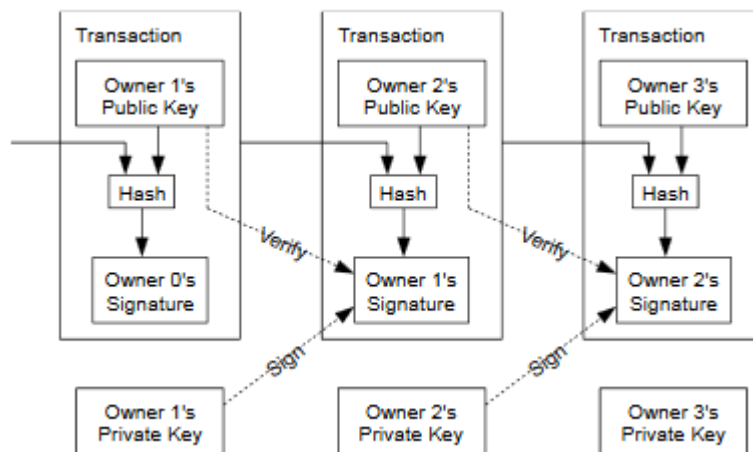 Transaction
Owner 1's
Public Key
Hash
Owner 0's
Signature
Transaction
Owner 2's
Public Key
Hash
Verify
Owner 1's
Signature
Transaction
Owner 3's
Public Key
Hash
Verify
Owner 2's
Signature
Sign
Sign
Owner 1's
Private Key
Owner 2's
Private Key
Owner 3's
Private Key